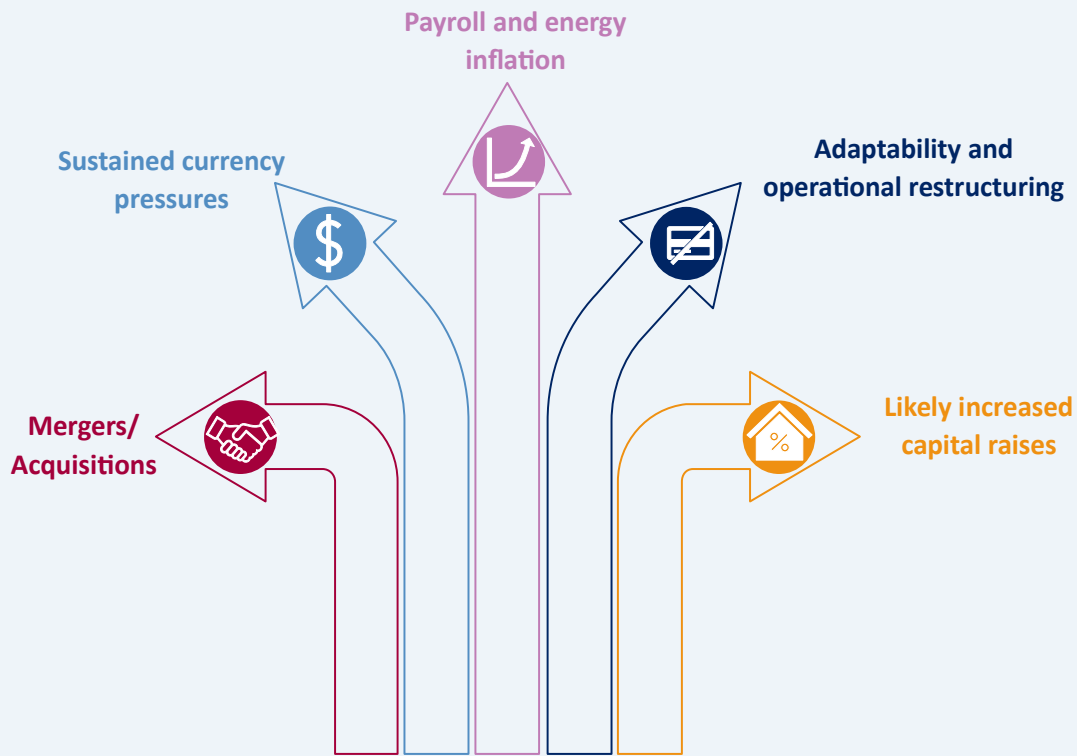 Payroll and energy
inflation
Sustained currency
pressures
Adaptability and
operational restructuring
Mergers/
Acquisitions
Likely increased
capital raises
$
%